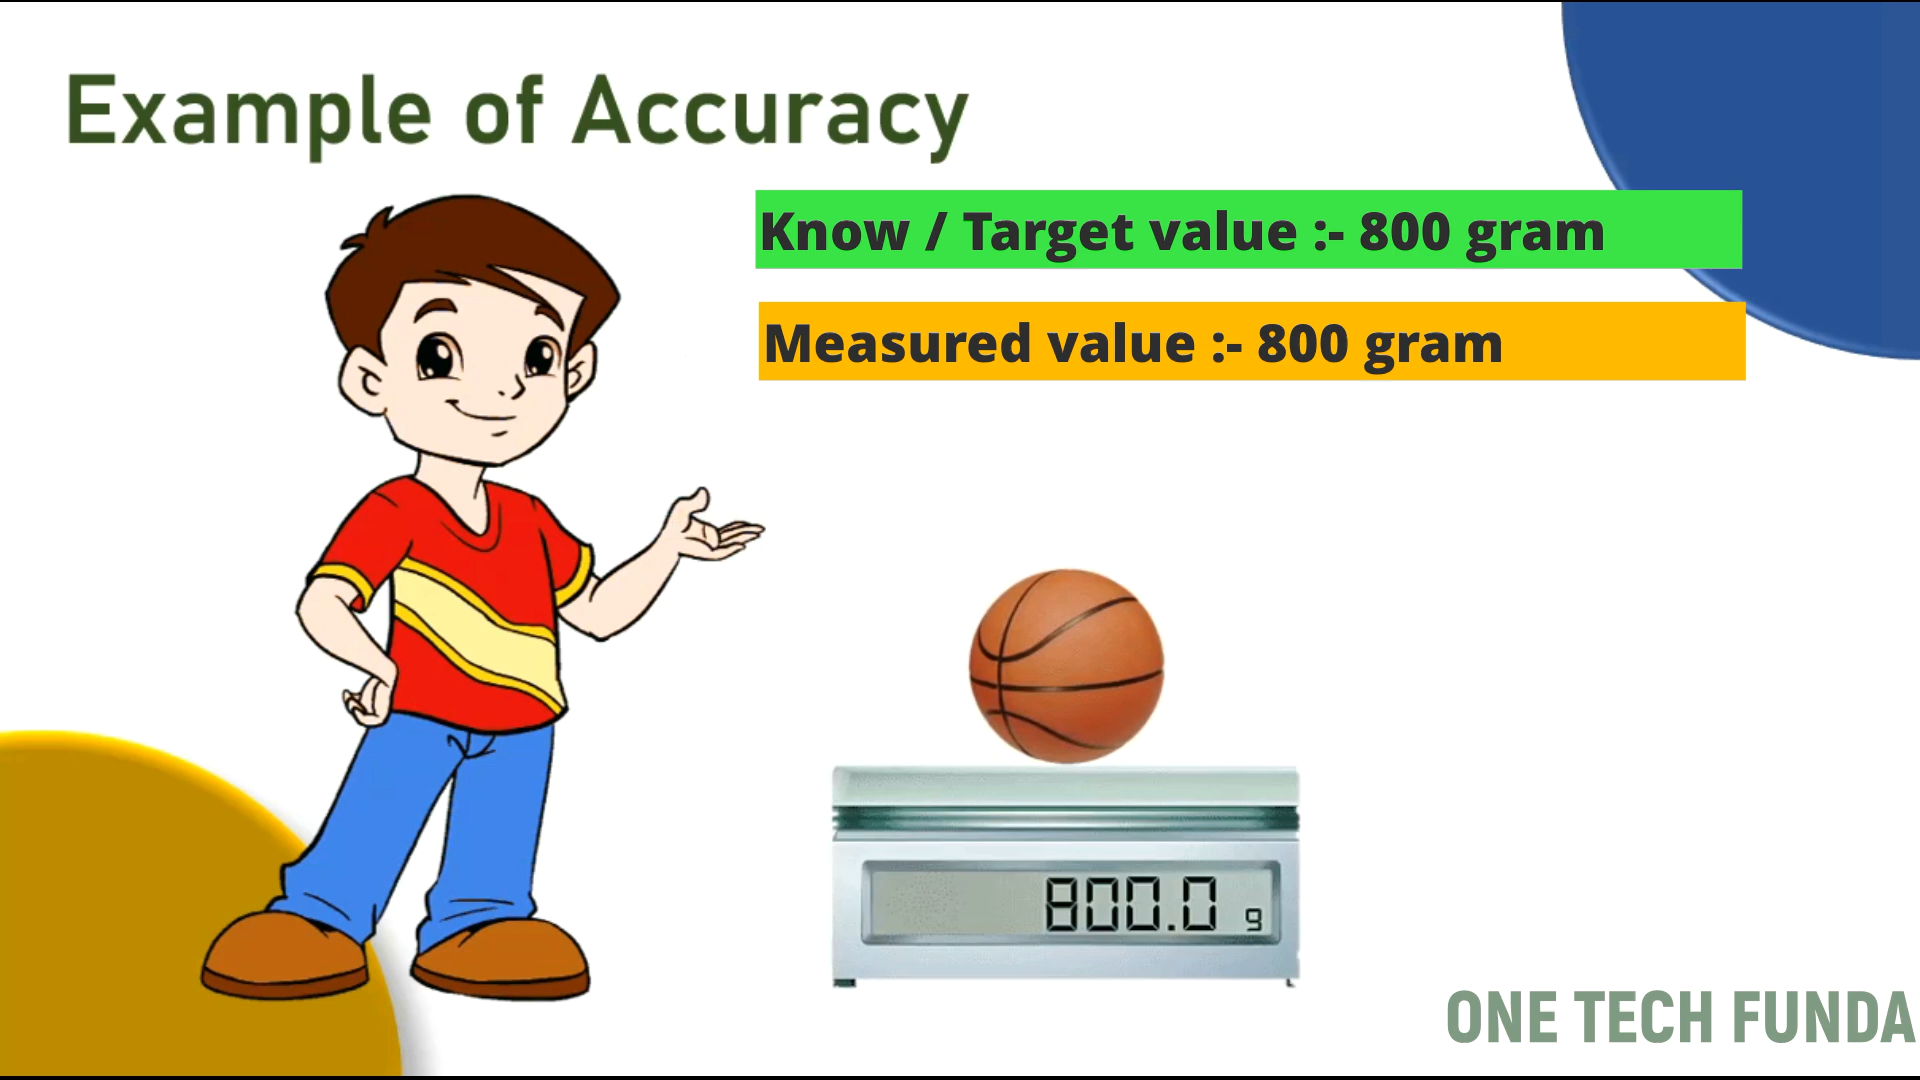 Example of Accuracy
Know / Target value :- 800 gram
Measured value :- 800 gram
800.0 g
ONE TECH FUNDA